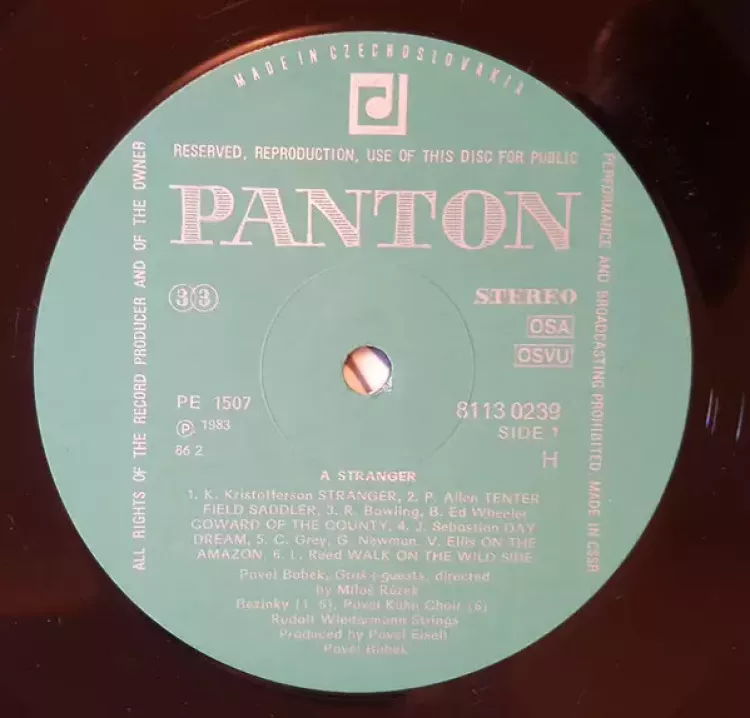 MADE IN CZECHOSLOVAKIA
RESERVED, REPRODUCTION, USE OF THIS DISC FOR PUBLIC
PERFORMANCE AND BROADCASTING PROHIBITED MADE IN CSSR
ALL RIGHTS OF THE RECORD PRODUCER AND OF THE OWNER
PANTON
33
STEREO
OSA
OSVU
PE 1507
Ⓟ 1983
86 2
8113 0239
SIDE 1
H
A STRANGER
1. K. Kristofferson STRANGER, 2. P. Allen TENTER
FIELD SADDLER, 3. R. Bowling, B. Ed Wheeler
COWARD OF THE COUNTY, 4. J. Sebastian DAY
DREAM, 5. C. Grey, G. Newman, V. Ellis ON THE
AMAZON, 6. L. Reed WALK ON THE WILD SIDE
Pavel Bobek, Graš+guests, directed
by Miloš Růzek
Bezinky (1, 5), Pavel Kühn Choir (6)
Rudolf Wiedermann Strings
Produced by Pavel Eiselt
Pavel Bobek